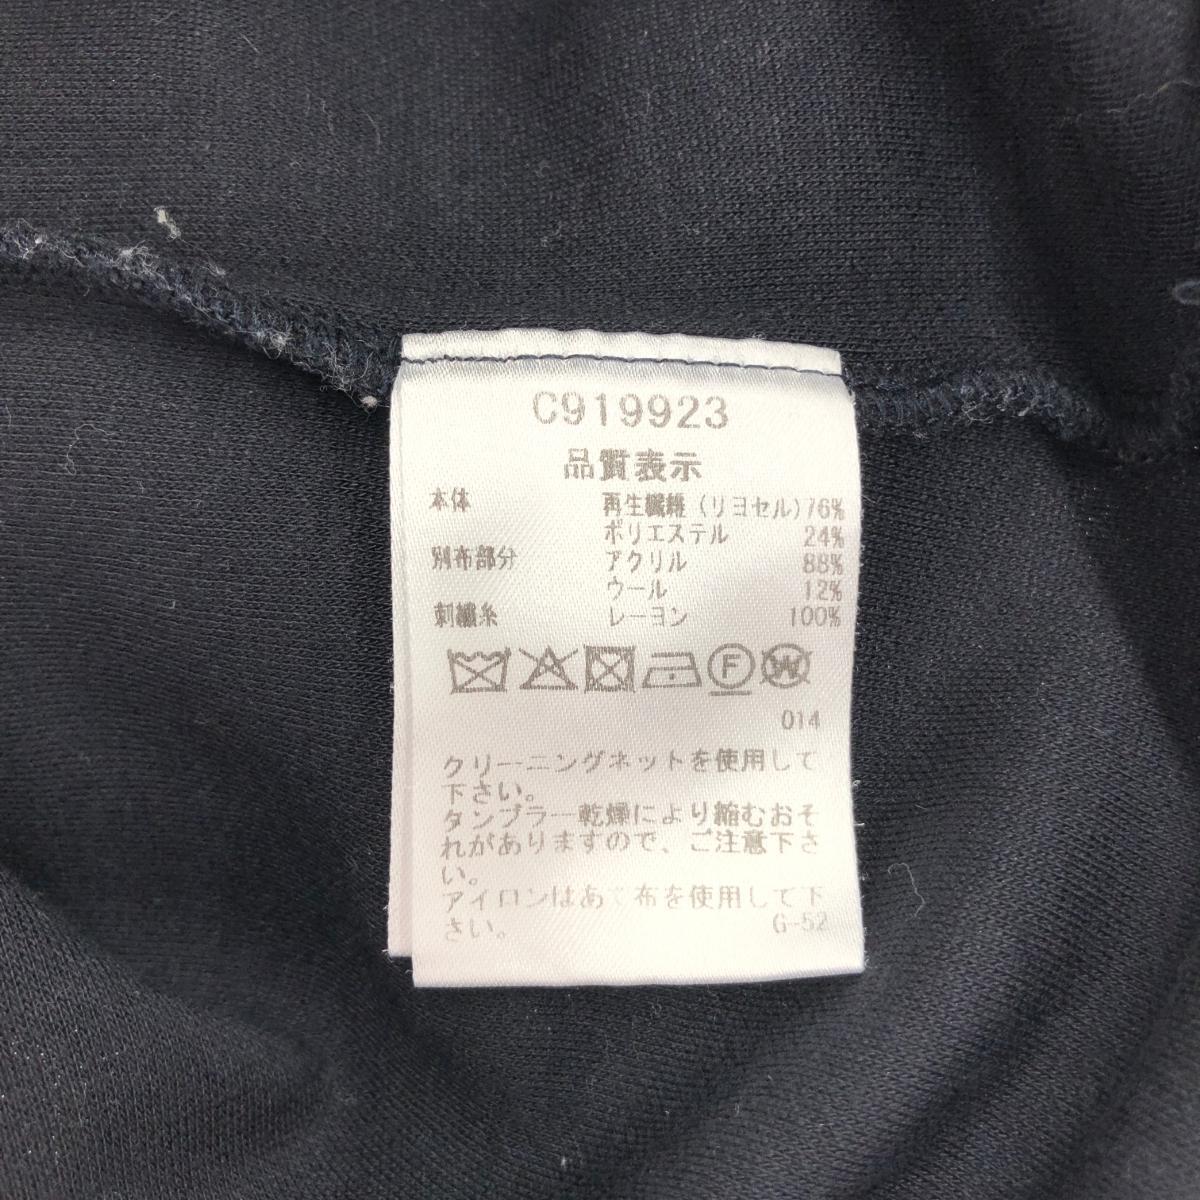 C919923
品質表示
本体 再生繊維(リヨセル)76%
ポリエステル 24%
別布部分 アクリル 88%
ウール 12%
刺繍糸 レーヨン 100%
F W
014
クリーニングネットを使用して
下さい。
タンブラー乾燥により縮むおそ
れがありますので、ご注意下さ
い。
アイロンはあて布を使用して下
さい。 G-52